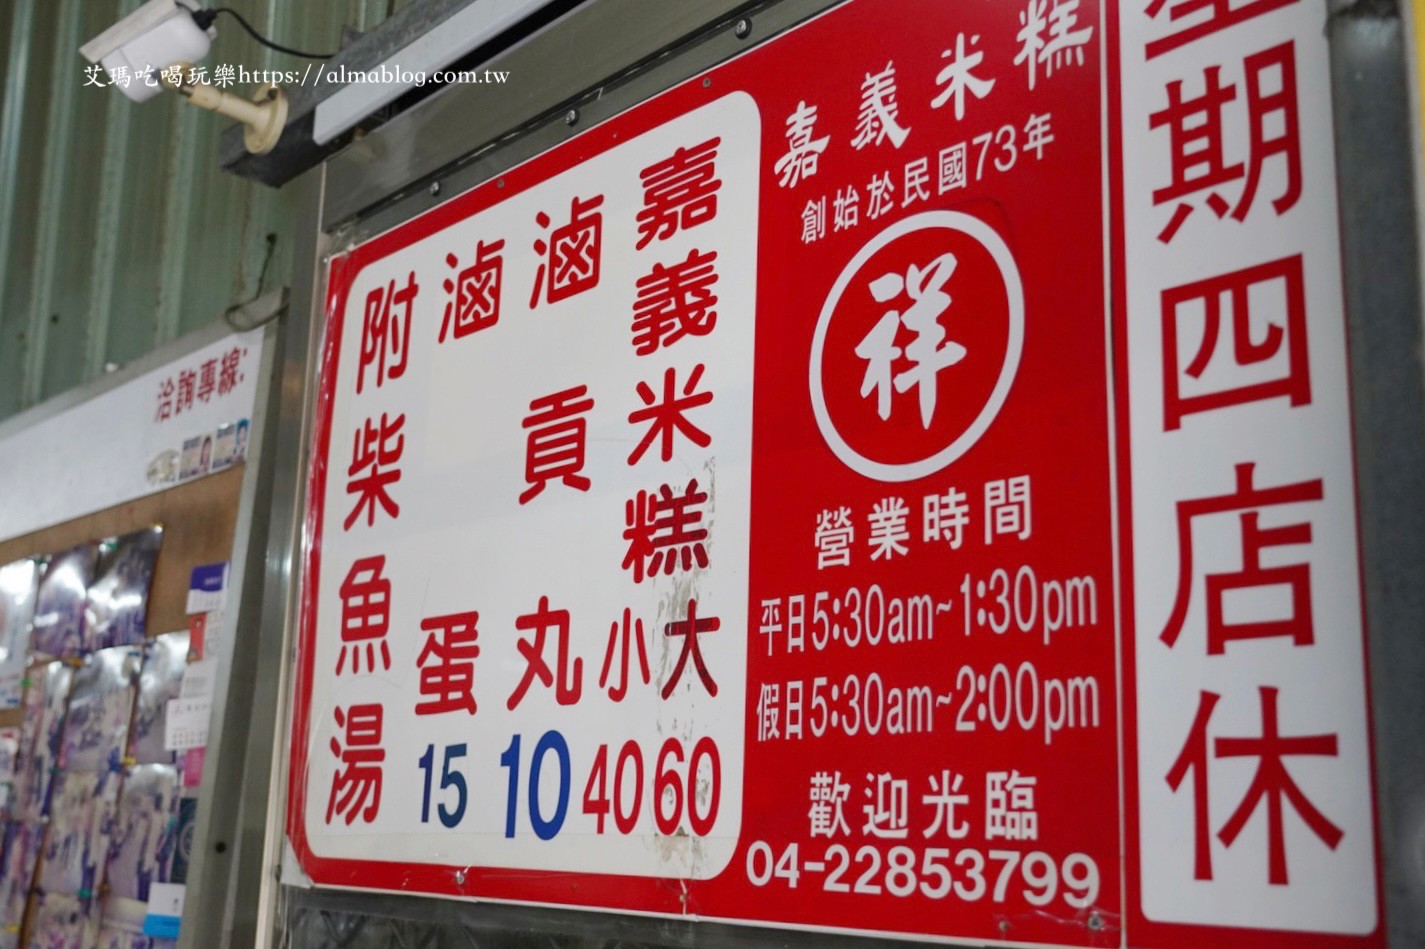 艾瑪吃喝玩樂https://almablog.com.tw
星期四店休
嘉義米糕
創始於民國73年
祥
營業時間
平日5:30am~1:30pm
假日5:30am~2:00pm
歡迎光臨
04-22853799
嘉義米糕
大60
小40
滷貢丸10
滷蛋15
附柴魚湯
洽詢專線: